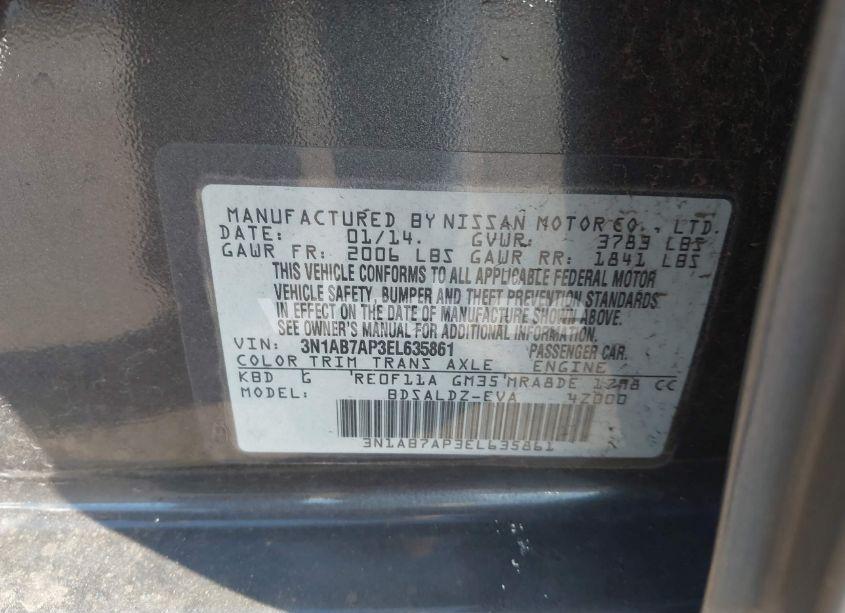 MANUFACTURED BY NISSAN MOTOR CO., LTD.
DATE: 01/14. GVWR: 3783 LBS
GAWR FR: 2006 LBS GAWR RR: 1841 LBS
THIS VEHICLE CONFORMS TO ALL APPLICABLE FEDERAL MOTOR
VEHICLE SAFETY, BUMPER AND THEFT PREVENTION STANDARDS
IN EFFECT ON THE DATE OF MANUFACTURE SHOWN ABOVE.
SEE OWNER'S MANUAL FOR ADDITIONAL INFORMATION.
VIN: 3N1AB7AP3EL635861 PASSENGER CAR.
COLOR TRIM TRANS AXLE ENGINE
KBD G RE0F11A GM35 MRA8DE 1798 CC
MODEL: BDSALDZ-EVA 4Z000
3N1AB7AP3EL635861